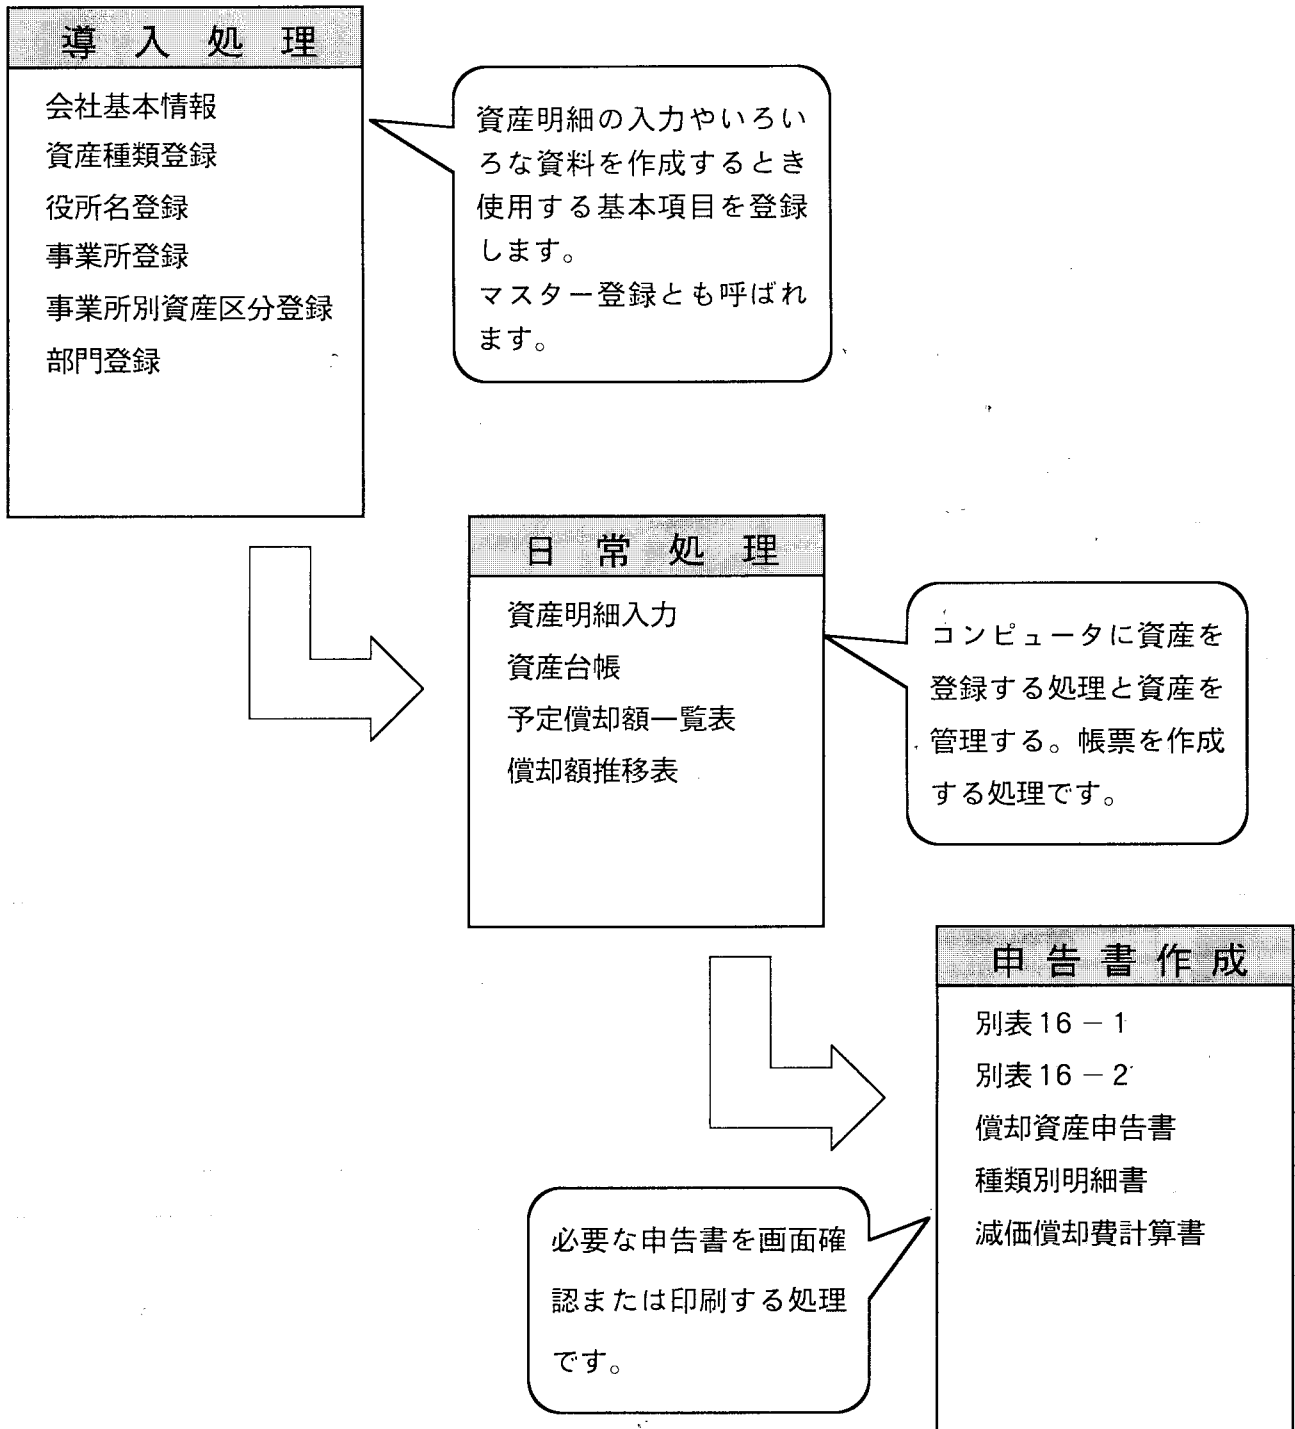 導入処理
会社基本情報
資産種類登録
役所名登録
事業所登録
事業所別資産区分登録
部門登録
資産明細の入力やいろい
ろな資料を作成するとき
使用する基本項目を登録
します。
マスター登録とも呼ばれ
ます。
日常処理
資産明細入力
資産台帳
予定償却額一覧表
償却額推移表
コンピュータに資産を
登録する処理と資産を
管理する。帳票を作成
する処理です。
申告書作成
別表16－1
別表16－2
償却資産申告書
種類別明細書
減価償却費計算書
必要な申告書を画面確
認または印刷する処理
です。